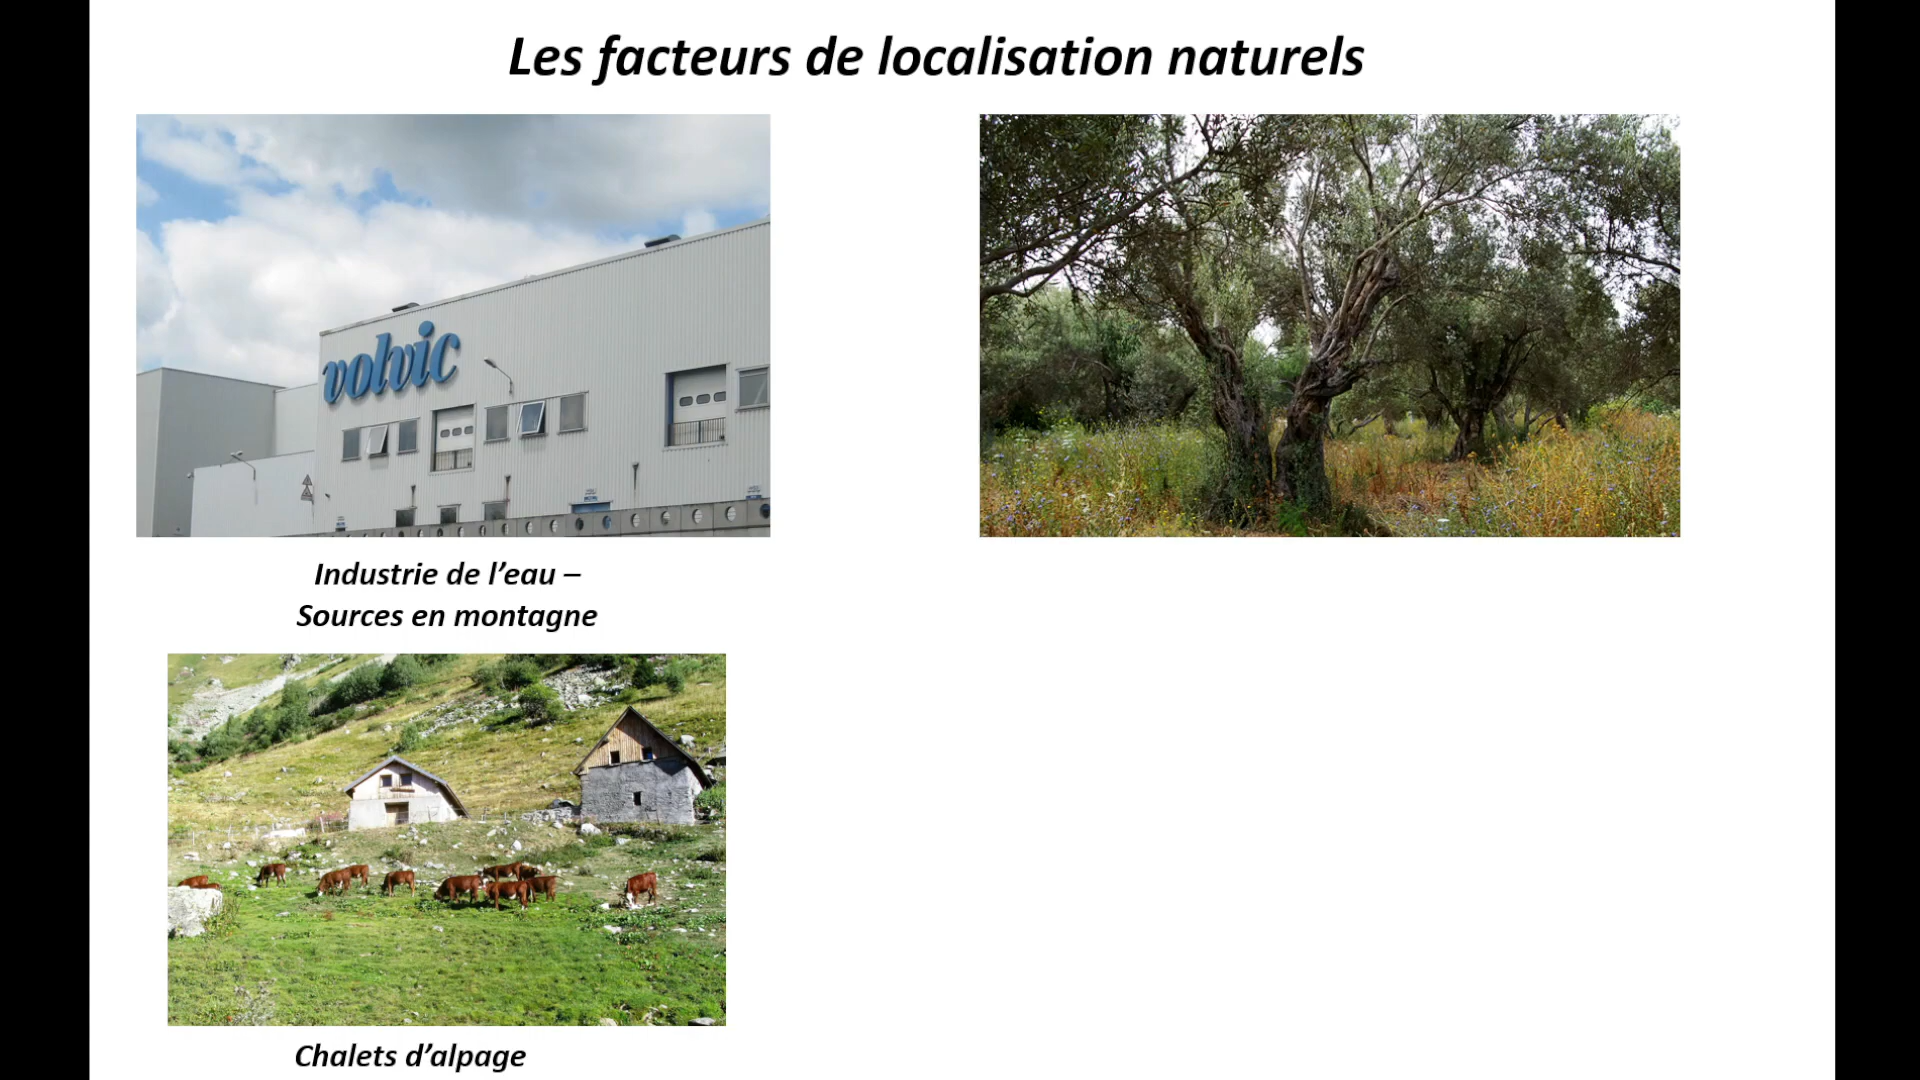 Les facteurs de localisation naturels
volvic
Industrie de l’eau –
Sources en montagne
Chalets d’alpage